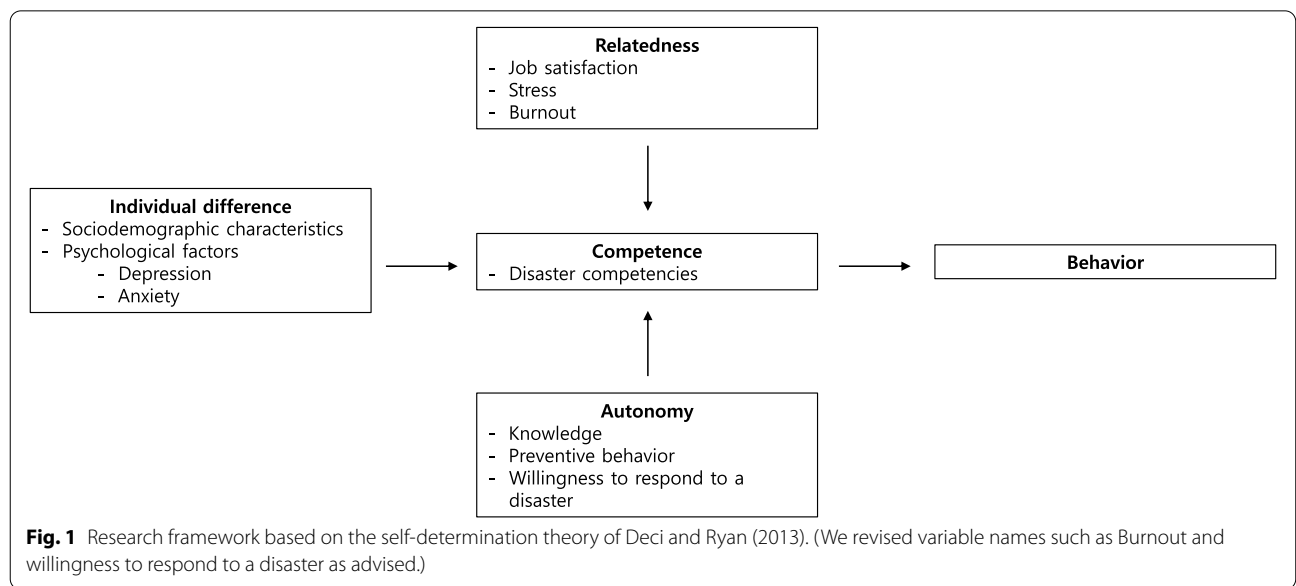 Relatedness
- Job satisfaction
- Stress
- Burnout
Individual difference
- Sociodemographic characteristics
- Psychological factors
- Depression
- Anxiety
Competence
- Disaster competencies
Behavior
Autonomy
- Knowledge
- Preventive behavior
- Willingness to respond to a
disaster
Fig. 1 Research framework based on the self-determination theory of Deci and Ryan (2013). (We revised variable names such as Burnout and
willingness to respond to a disaster as advised.)